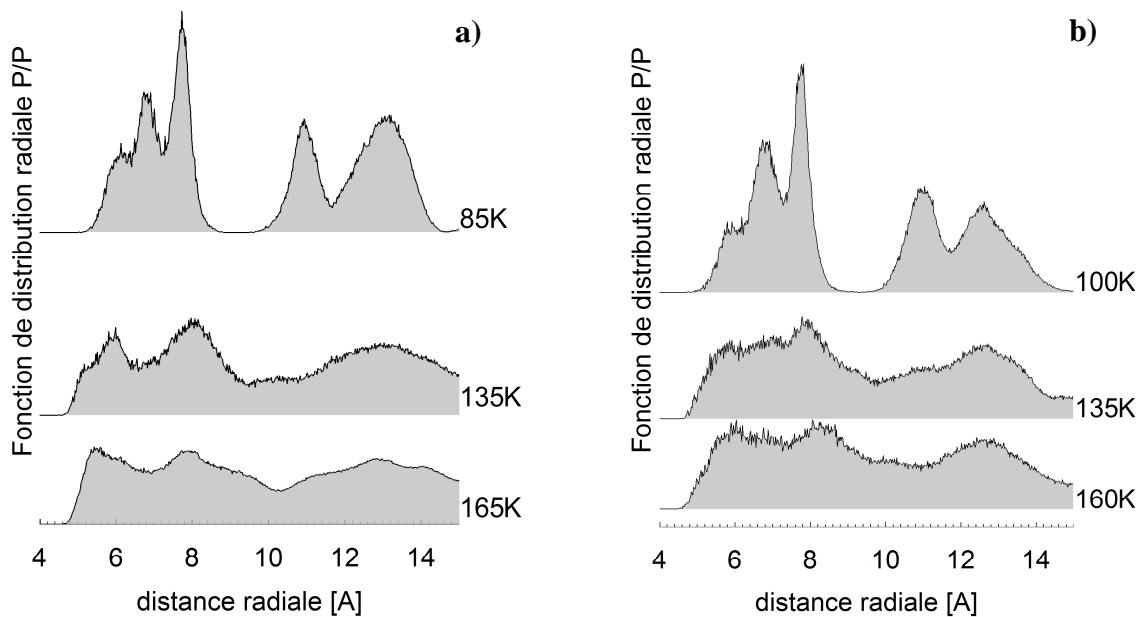 a)
Fonction de distribution radiale P/P
85K
135K
165K
4 6 8 10 12 14
distance radiale [A]
b)
Fonction de distribution radiale P/P
100K
135K
160K
4 6 8 10 12 14
distance radiale [A]